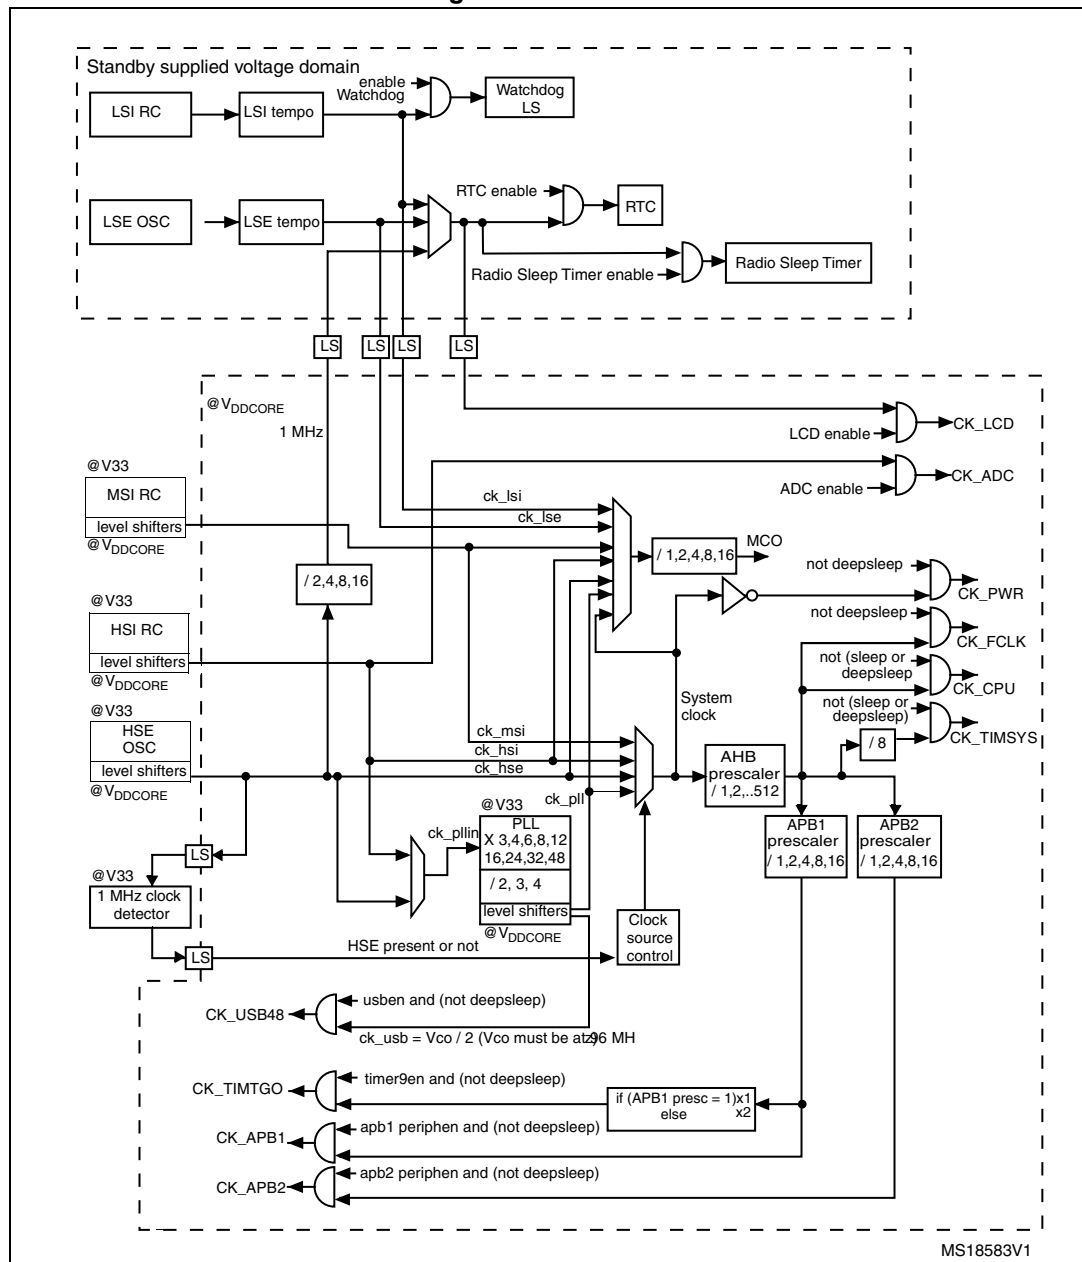 g
Standby supplied voltage domain
enable
Watchdog
Watchdog
LS
LSI RC
LSI tempo
RTC enable
RTC
LSE OSC
LSE tempo
Radio Sleep Timer enable
Radio Sleep Timer
LS
LS
LS
LS
@VDDCORE
1 MHz
LCD enable
CK_LCD
@V33
MSI RC
level shifters
@VDDCORE
ADC enable
CK_ADC
ck_lsi
ck_lse
/ 1,2,4,8,16
MCO
/ 2,4,8,16
not deepsleep
CK_PWR
@V33
HSI RC
level shifters
@VDDCORE
not deepsleep
CK_FCLK
not (sleep or
deepsleep
CK_CPU
System
clock
not (sleep or
deepsleep)
CK_TIMSYS
/ 8
@V33
HSE
OSC
level shifters
@VDDCORE
ck_msi
ck_hsi
ck_hse
ck_pll
AHB
prescaler
/ 1,2,..512
@V33
PLL
X 3,4,6,8,12
16,24,32,48
/ 2, 3, 4
level shifters
@VDDCORE
ck_pllin
APB1
prescaler
/ 1,2,4,8,16
APB2
prescaler
/ 1,2,4,8,16
LS
@V33
1 MHz clock
detector
LS
HSE present or not
Clock
source
control
usben and (not deepsleep)
CK_USB48
ck_usb = Vco / 2 (Vco must be at 96 MHz)
timer9en and (not deepsleep)
CK_TIMTGO
if (APB1 presc = 1)x1
else x2
apb1 periphen and (not deepsleep)
CK_APB1
apb2 periphen and (not deepsleep)
CK_APB2
MS18583V1